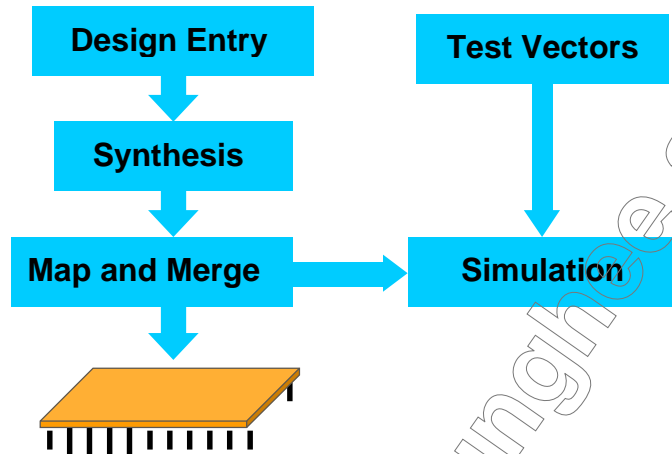 Design Entry
Test Vectors
Synthesis
Map and Merge
Simulation